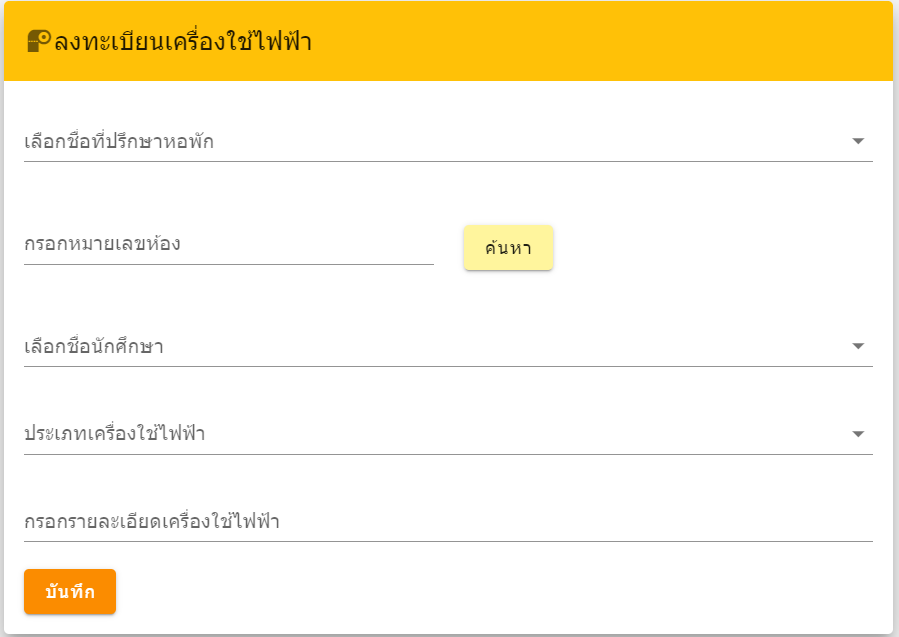 ลงทะเบียนเครื่องใช้ไฟฟ้า
เลือกชื่อที่ปรึกษาหอพัก
กรอกหมายเลขห้อง
ค้นหา
เลือกชื่อนักศึกษา
ประเภทเครื่องใช้ไฟฟ้า
กรอกรายละเอียดเครื่องใช้ไฟฟ้า
บันทึก